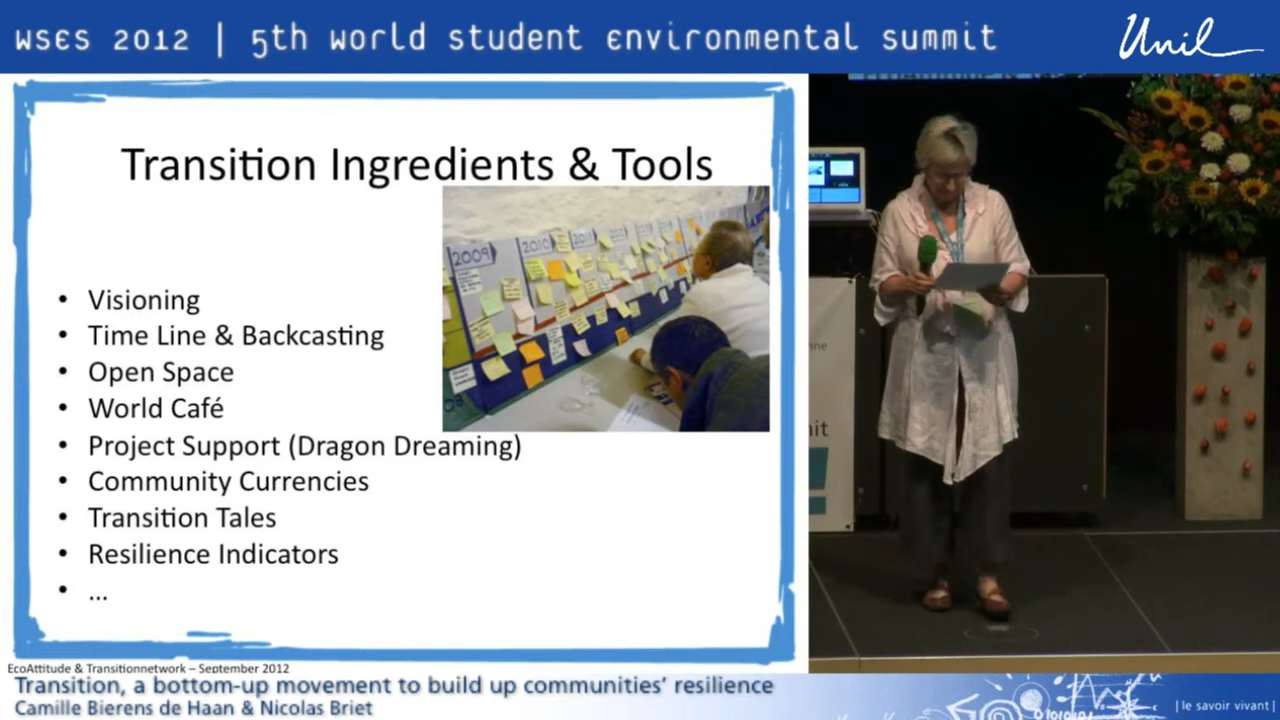 WSES 2012 | 5th world student environmental summit
Unil
Transition Ingredients & Tools
2009
2010
2011
• Visioning
• Time Line & Backcasting
• Open Space
• World Café
• Project Support (Dragon Dreaming)
• Community Currencies
• Transition Tales
• Resilience Indicators
• ...
EcoAttitude & Transitionnetwork – September 2012
Transition, a bottom-up movement to build up communities' resilience
Camille Bierens de Haan & Nicolas Briet
| le savoir vivant |